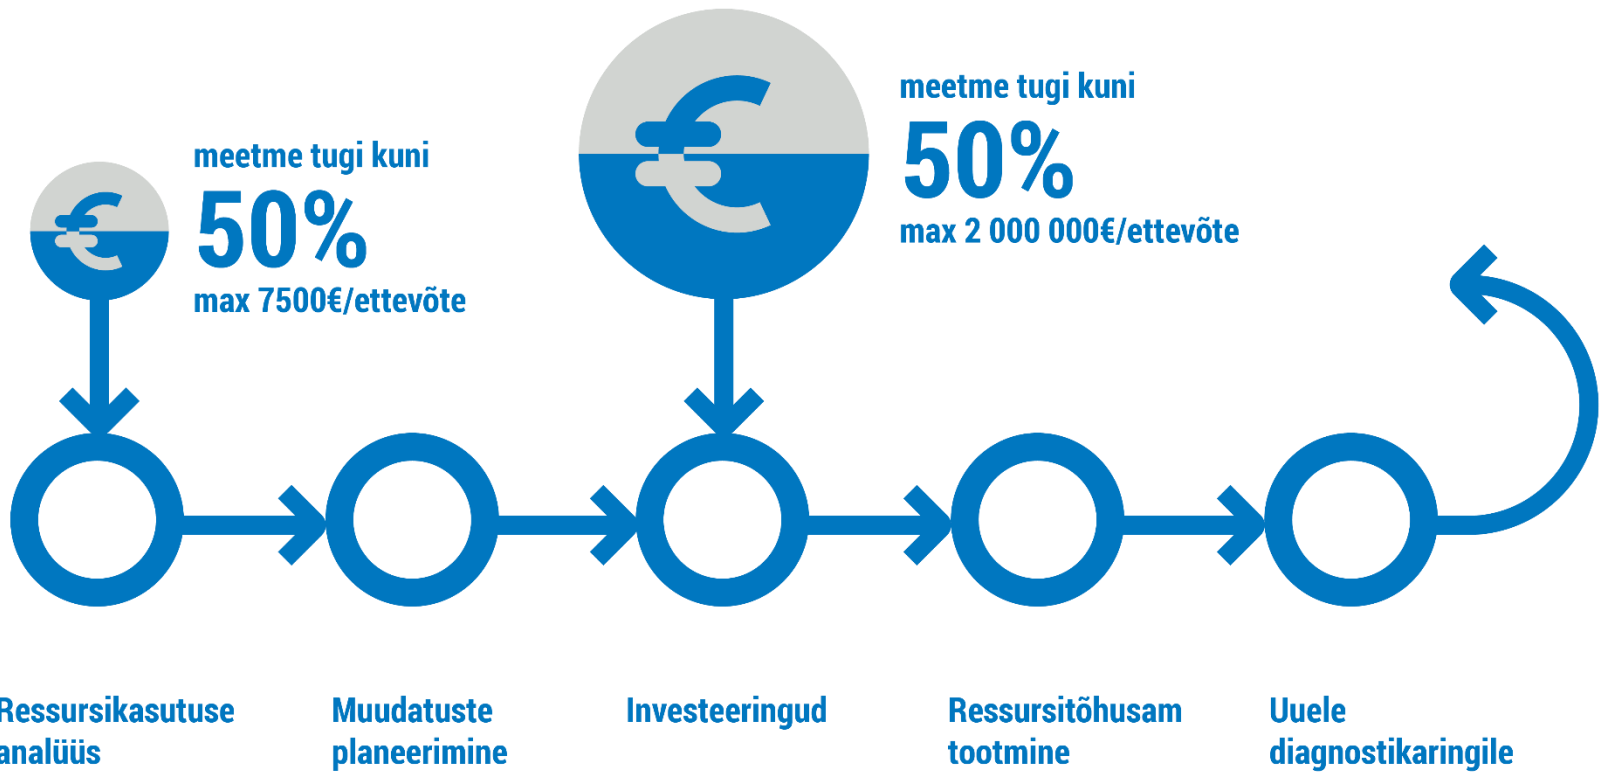 meetme tugi kuni
50%
max 7500€/ettevõte
meetme tugi kuni
50%
max 2 000 000€/ettevõte
Ressursikasutuse
analüüs
Muudatuste
planeerimine
Investeeringud
Ressursitõhusam
tootmine
Uuele
diagnostikaringile